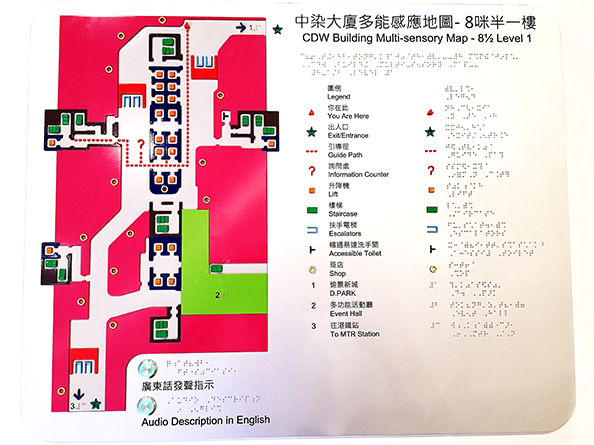 中染大廈多能感應地圖- 8咪半一樓
CDW Building Multi-sensory Map - 8½ Level 1
圖例
Legend
你在此
You Are Here
出入口
Exit/Entrance
引導徑
Guide Path
詢問處
Information Counter
升降機
Lift
樓梯
Staircase
扶手電梯
Escalators
暢通易達洗手間
Accessible Toilet
商店
Shop
1 愉景新城
D.PARK
2 多功能活動廳
Event Hall
3 往港鐵站
To MTR Station
1
?
2
3
廣東話發聲指示
Audio Description in English